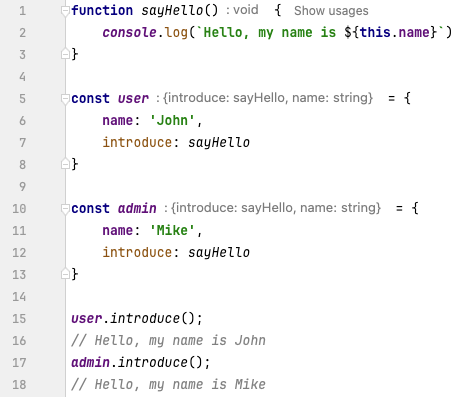 1 function sayHello() : void { Show usages
2 console.log(`Hello, my name is ${this.name}`)
3 }
4
5 const user : {introduce: sayHello, name: string} = {
6 name: 'John',
7 introduce: sayHello
8 }
9
10 const admin : {introduce: sayHello, name: string} = {
11 name: 'Mike',
12 introduce: sayHello
13 }
14
15 user.introduce();
16 // Hello, my name is John
17 admin.introduce();
18 // Hello, my name is Mike